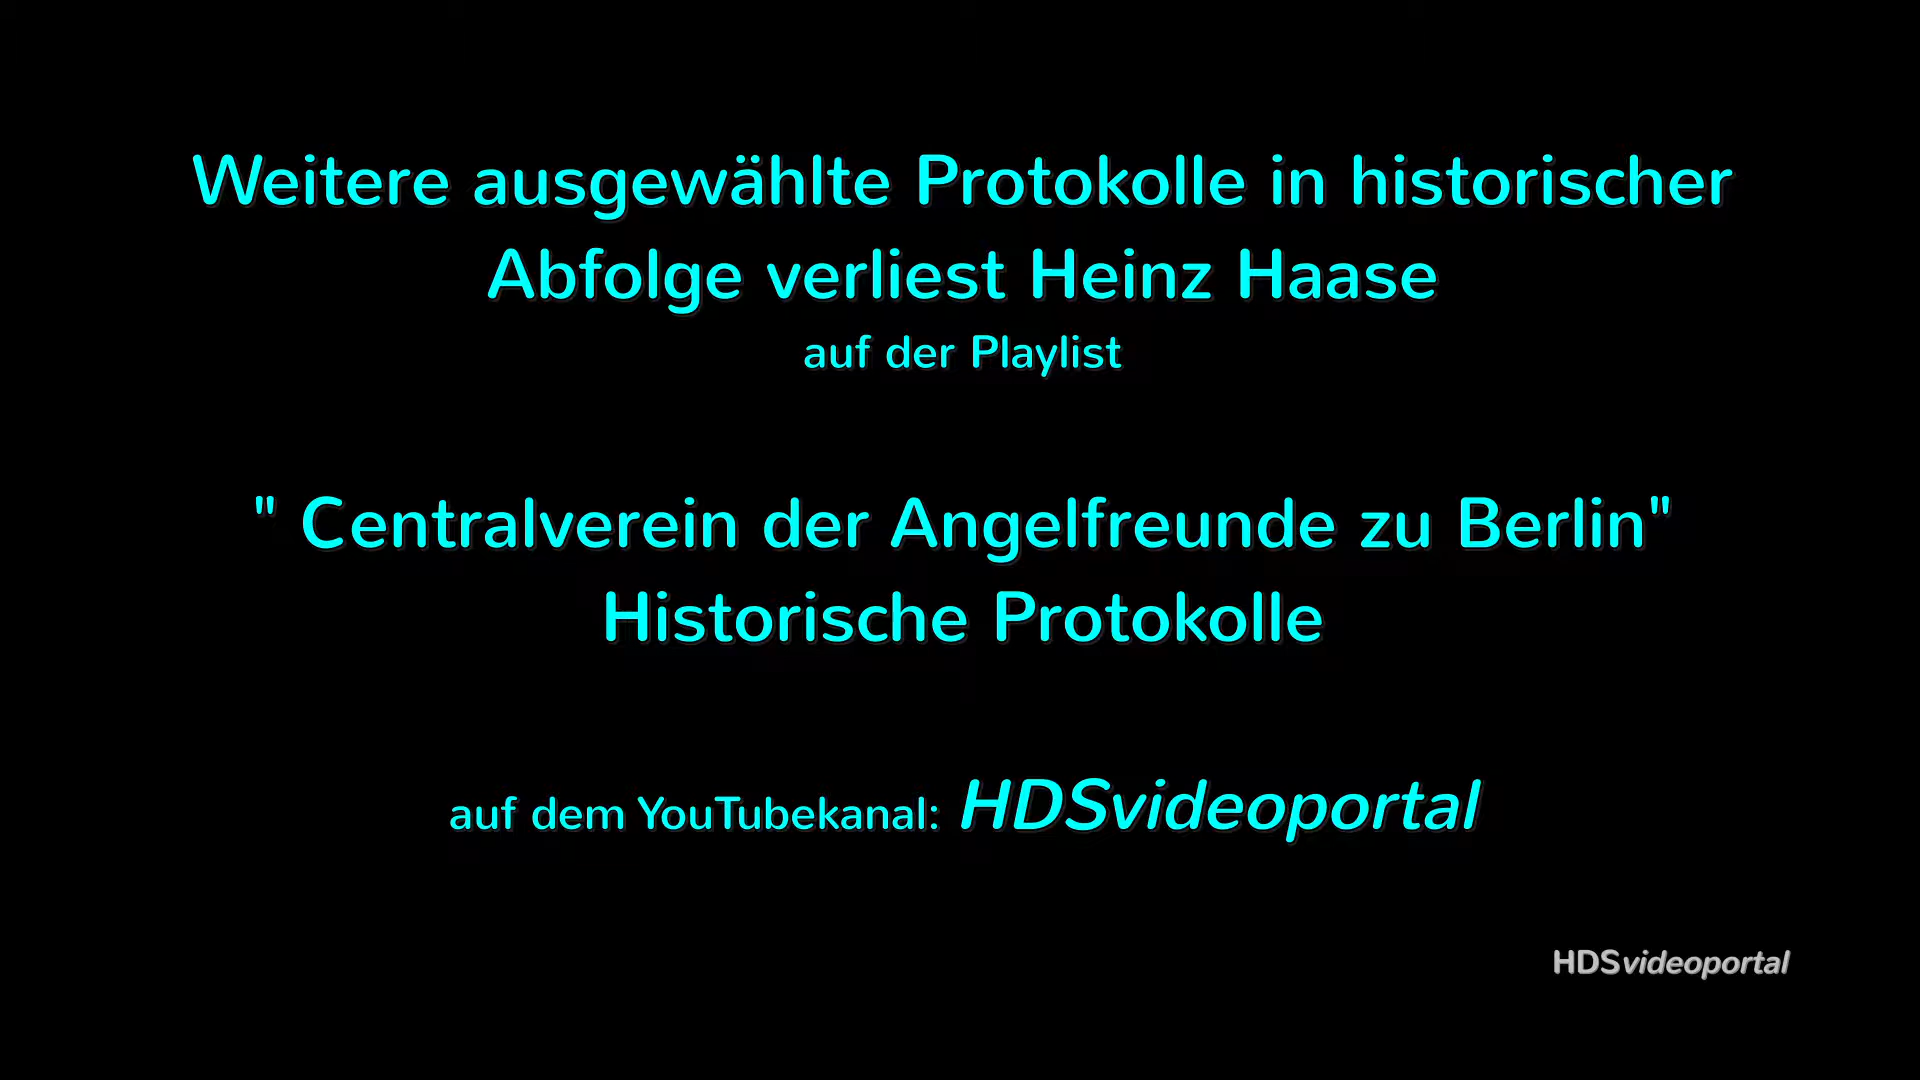 Weitere ausgewählte Protokolle in historischer
Abfolge verliest Heinz Haase
auf der Playlist
" Centralverein der Angelfreunde zu Berlin"
Historische Protokolle
auf dem YouTubekanal: HDSvideoportal
HDSvideoportal